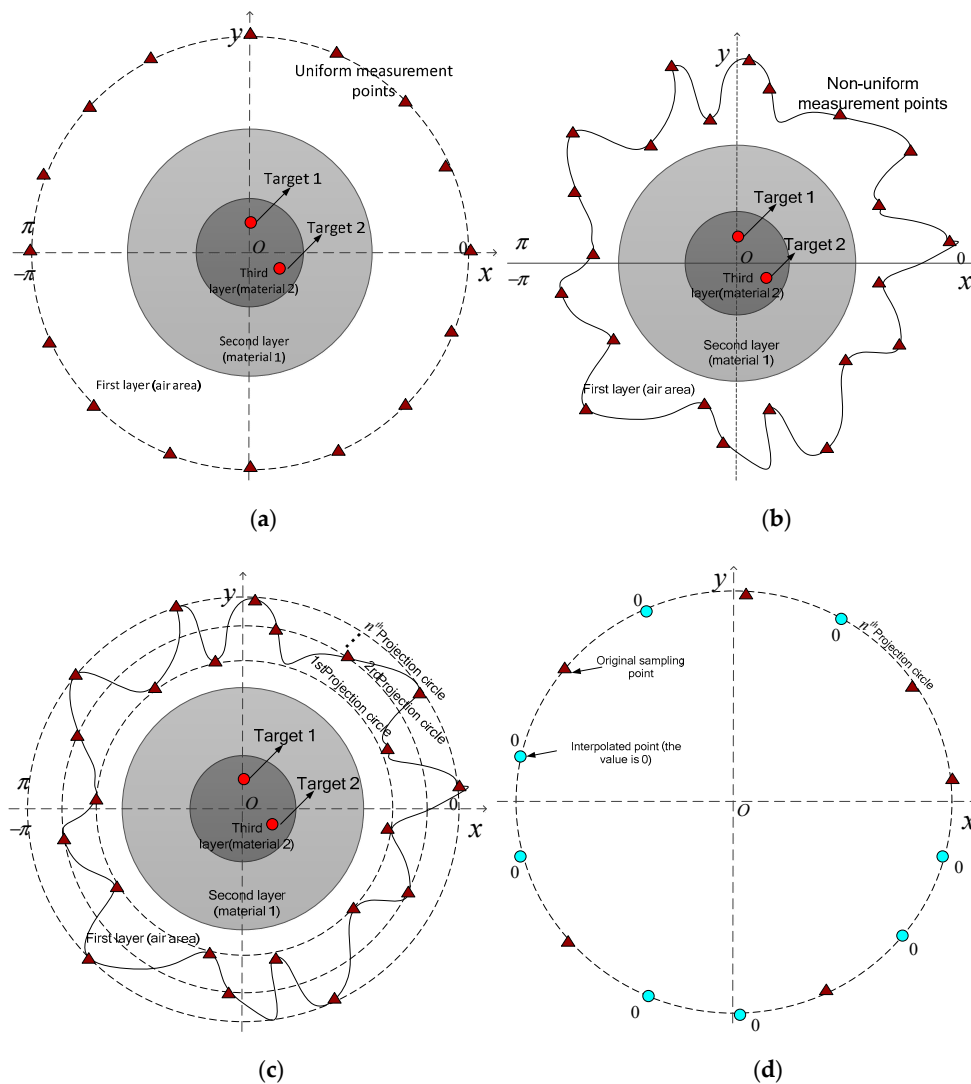 y
Uniform measurement
points
Target 1
Target 2
π
O
0
−π
x
Third
layer(material 2)
Second layer
(material 1)
First layer (air area)
(a)
y
Non-uniform
measurement points
Target 1
Target 2
π
O
0
−π
x
Third
layer(material 2)
Second layer
(material 1)
First layer (air area)
(b)
y
nth Projection circle
2rd Projection circle
1st Projection circle
Target 1
Target 2
π
O
0
−π
x
Third
layer(material 2)
Second layer
(material 1)
First layer (air area)
(c)
y
0
0
nth Projection circle
Original sampling
point
0
Interpolated point (the
value is 0)
O
x
0
0
0
0
0
(d)